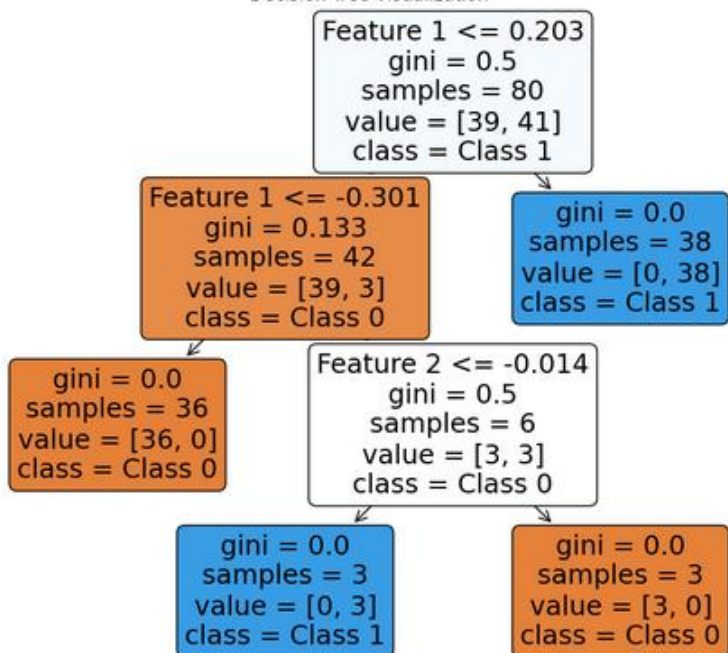 Feature 1 <= 0.203
gini = 0.5
samples = 80
value = [39, 41]
class = Class 1
Feature 1 <= -0.301
gini = 0.133
samples = 42
value = [39, 3]
class = Class 0
gini = 0.0
samples = 38
value = [0, 38]
class = Class 1
gini = 0.0
samples = 36
value = [36, 0]
class = Class 0
Feature 2 <= -0.014
gini = 0.5
samples = 6
value = [3, 3]
class = Class 0
gini = 0.0
samples = 3
value = [0, 3]
class = Class 1
gini = 0.0
samples = 3
value = [3, 0]
class = Class 0